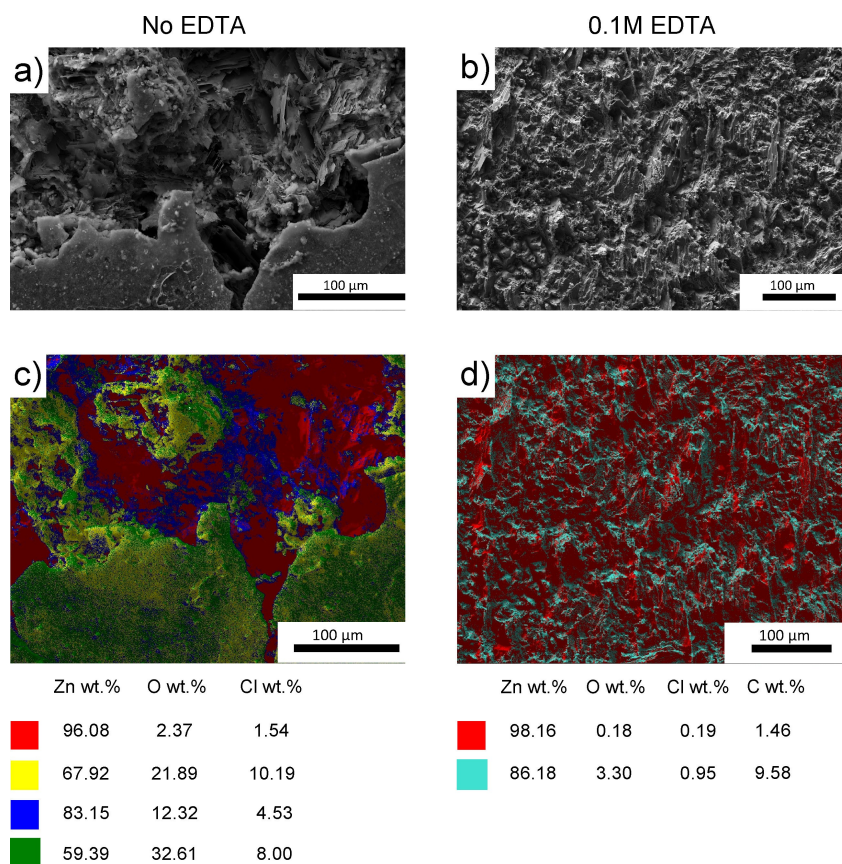 No EDTA
0.1M EDTA
a)
b)
100 µm
100 µm
c)
d)
100 µm
100 µm
Zn wt.% O wt.% Cl wt.%
96.08 2.37 1.54
67.92 21.89 10.19
83.15 12.32 4.53
59.39 32.61 8.00
Zn wt.% O wt.% Cl wt.% C wt.%
98.16 0.18 0.19 1.46
86.18 3.30 0.95 9.58